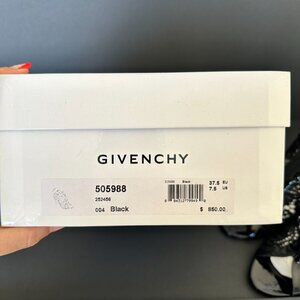 GIVENCHY
505988
252456
004 Black
Black
37.5 EU
7.5 US
$ 850.00